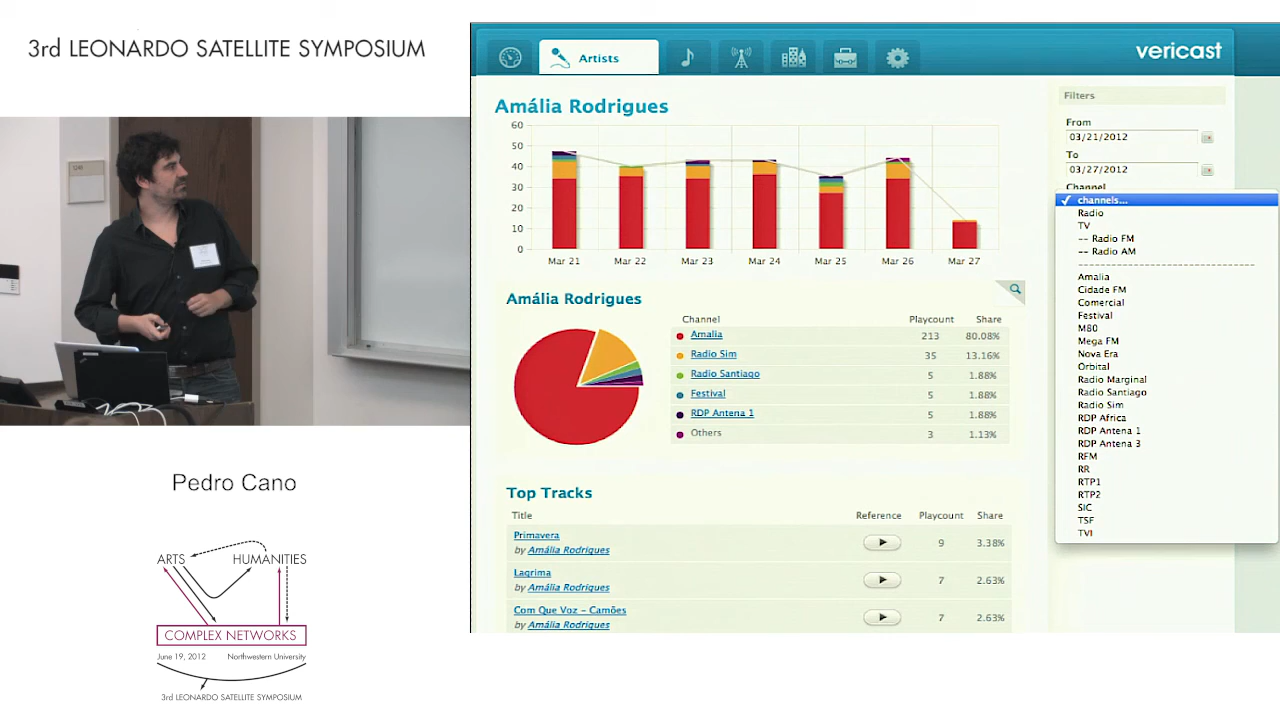 3rd LEONARDO SATELLITE SYMPOSIUM
Pedro Cano
ARTS
HUMANITIES
COMPLEX NETWORKS
June 19, 2012 Northwestern University
3rd LEONARDO SATELLITE SYMPOSIUM
Artists
vericast
Amália Rodrigues
60
50
40
30
20
10
0
Mar 21 Mar 22 Mar 23 Mar 24 Mar 25 Mar 26 Mar 27
Amália Rodrigues
Channel Playcount Share
Amalia 213 80.08%
Radio Sim 35 13.16%
Radio Santiago 5 1.88%
Festival 5 1.88%
RDP Antena 1 5 1.88%
Others 3 1.13%
Top Tracks
Title Reference Playcount Share
Primavera
by Amália Rodrigues 9 3.38%
Lagrima
by Amália Rodrigues 7 2.63%
Com Que Voz - Camões
by Amália Rodrigues 7 2.63%
Filters
From
03/21/2012
To
03/27/2012
Channel
channels...
Radio
TV
-- Radio FM
-- Radio AM
Amalia
Cidade FM
Comercial
Festival
M80
Mega FM
Nova Era
Orbital
Radio Marginal
Radio Santiago
Radio Sim
RDP Africa
RDP Antena 1
RDP Antena 3
RFM
RR
RTP1
RTP2
SIC
TSF
TVI